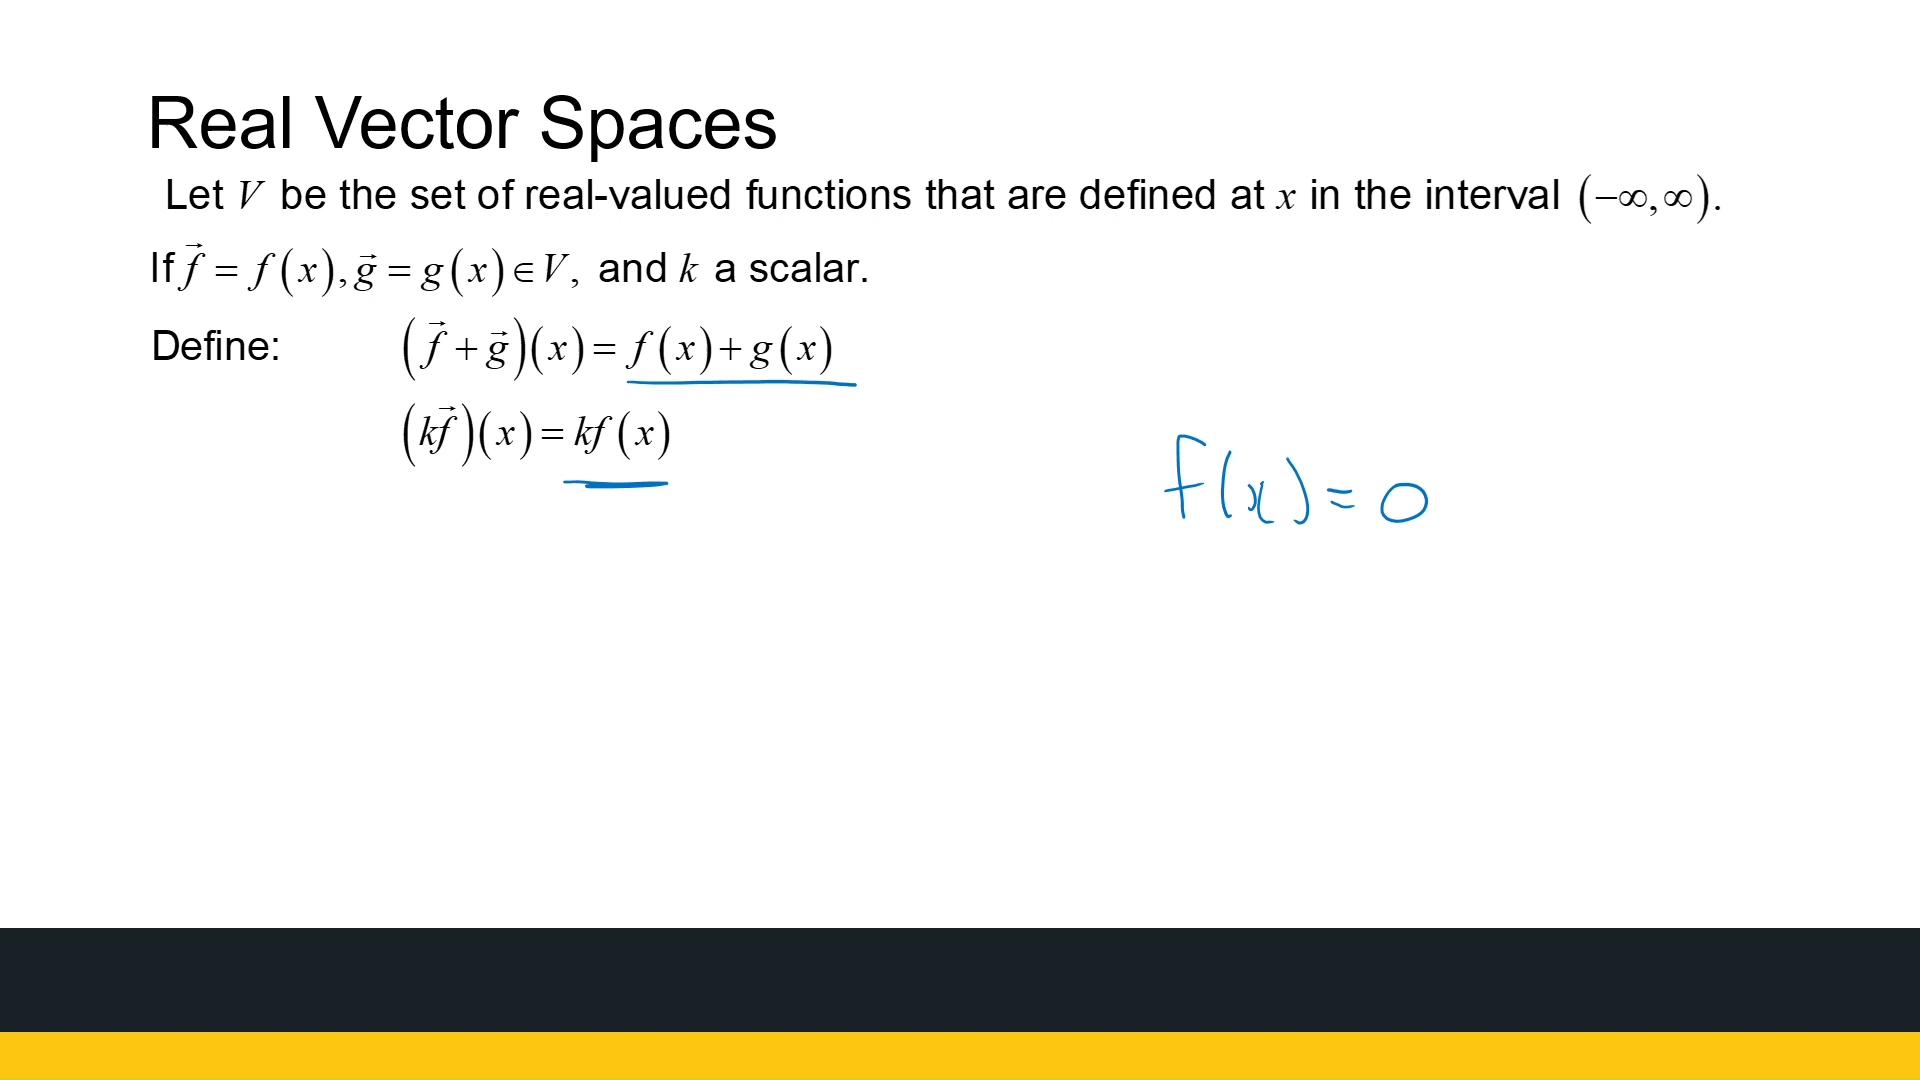 Real Vector Spaces
Let V be the set of real-valued functions that are defined at x in the interval (−∞,∞).
If f⃗ = f(x), g⃗ = g(x) ∈ V, and k a scalar.
Define: (f⃗ + g⃗)(x) = f(x) + g(x)
(kf⃗)(x) = kf(x)
f(x) = 0